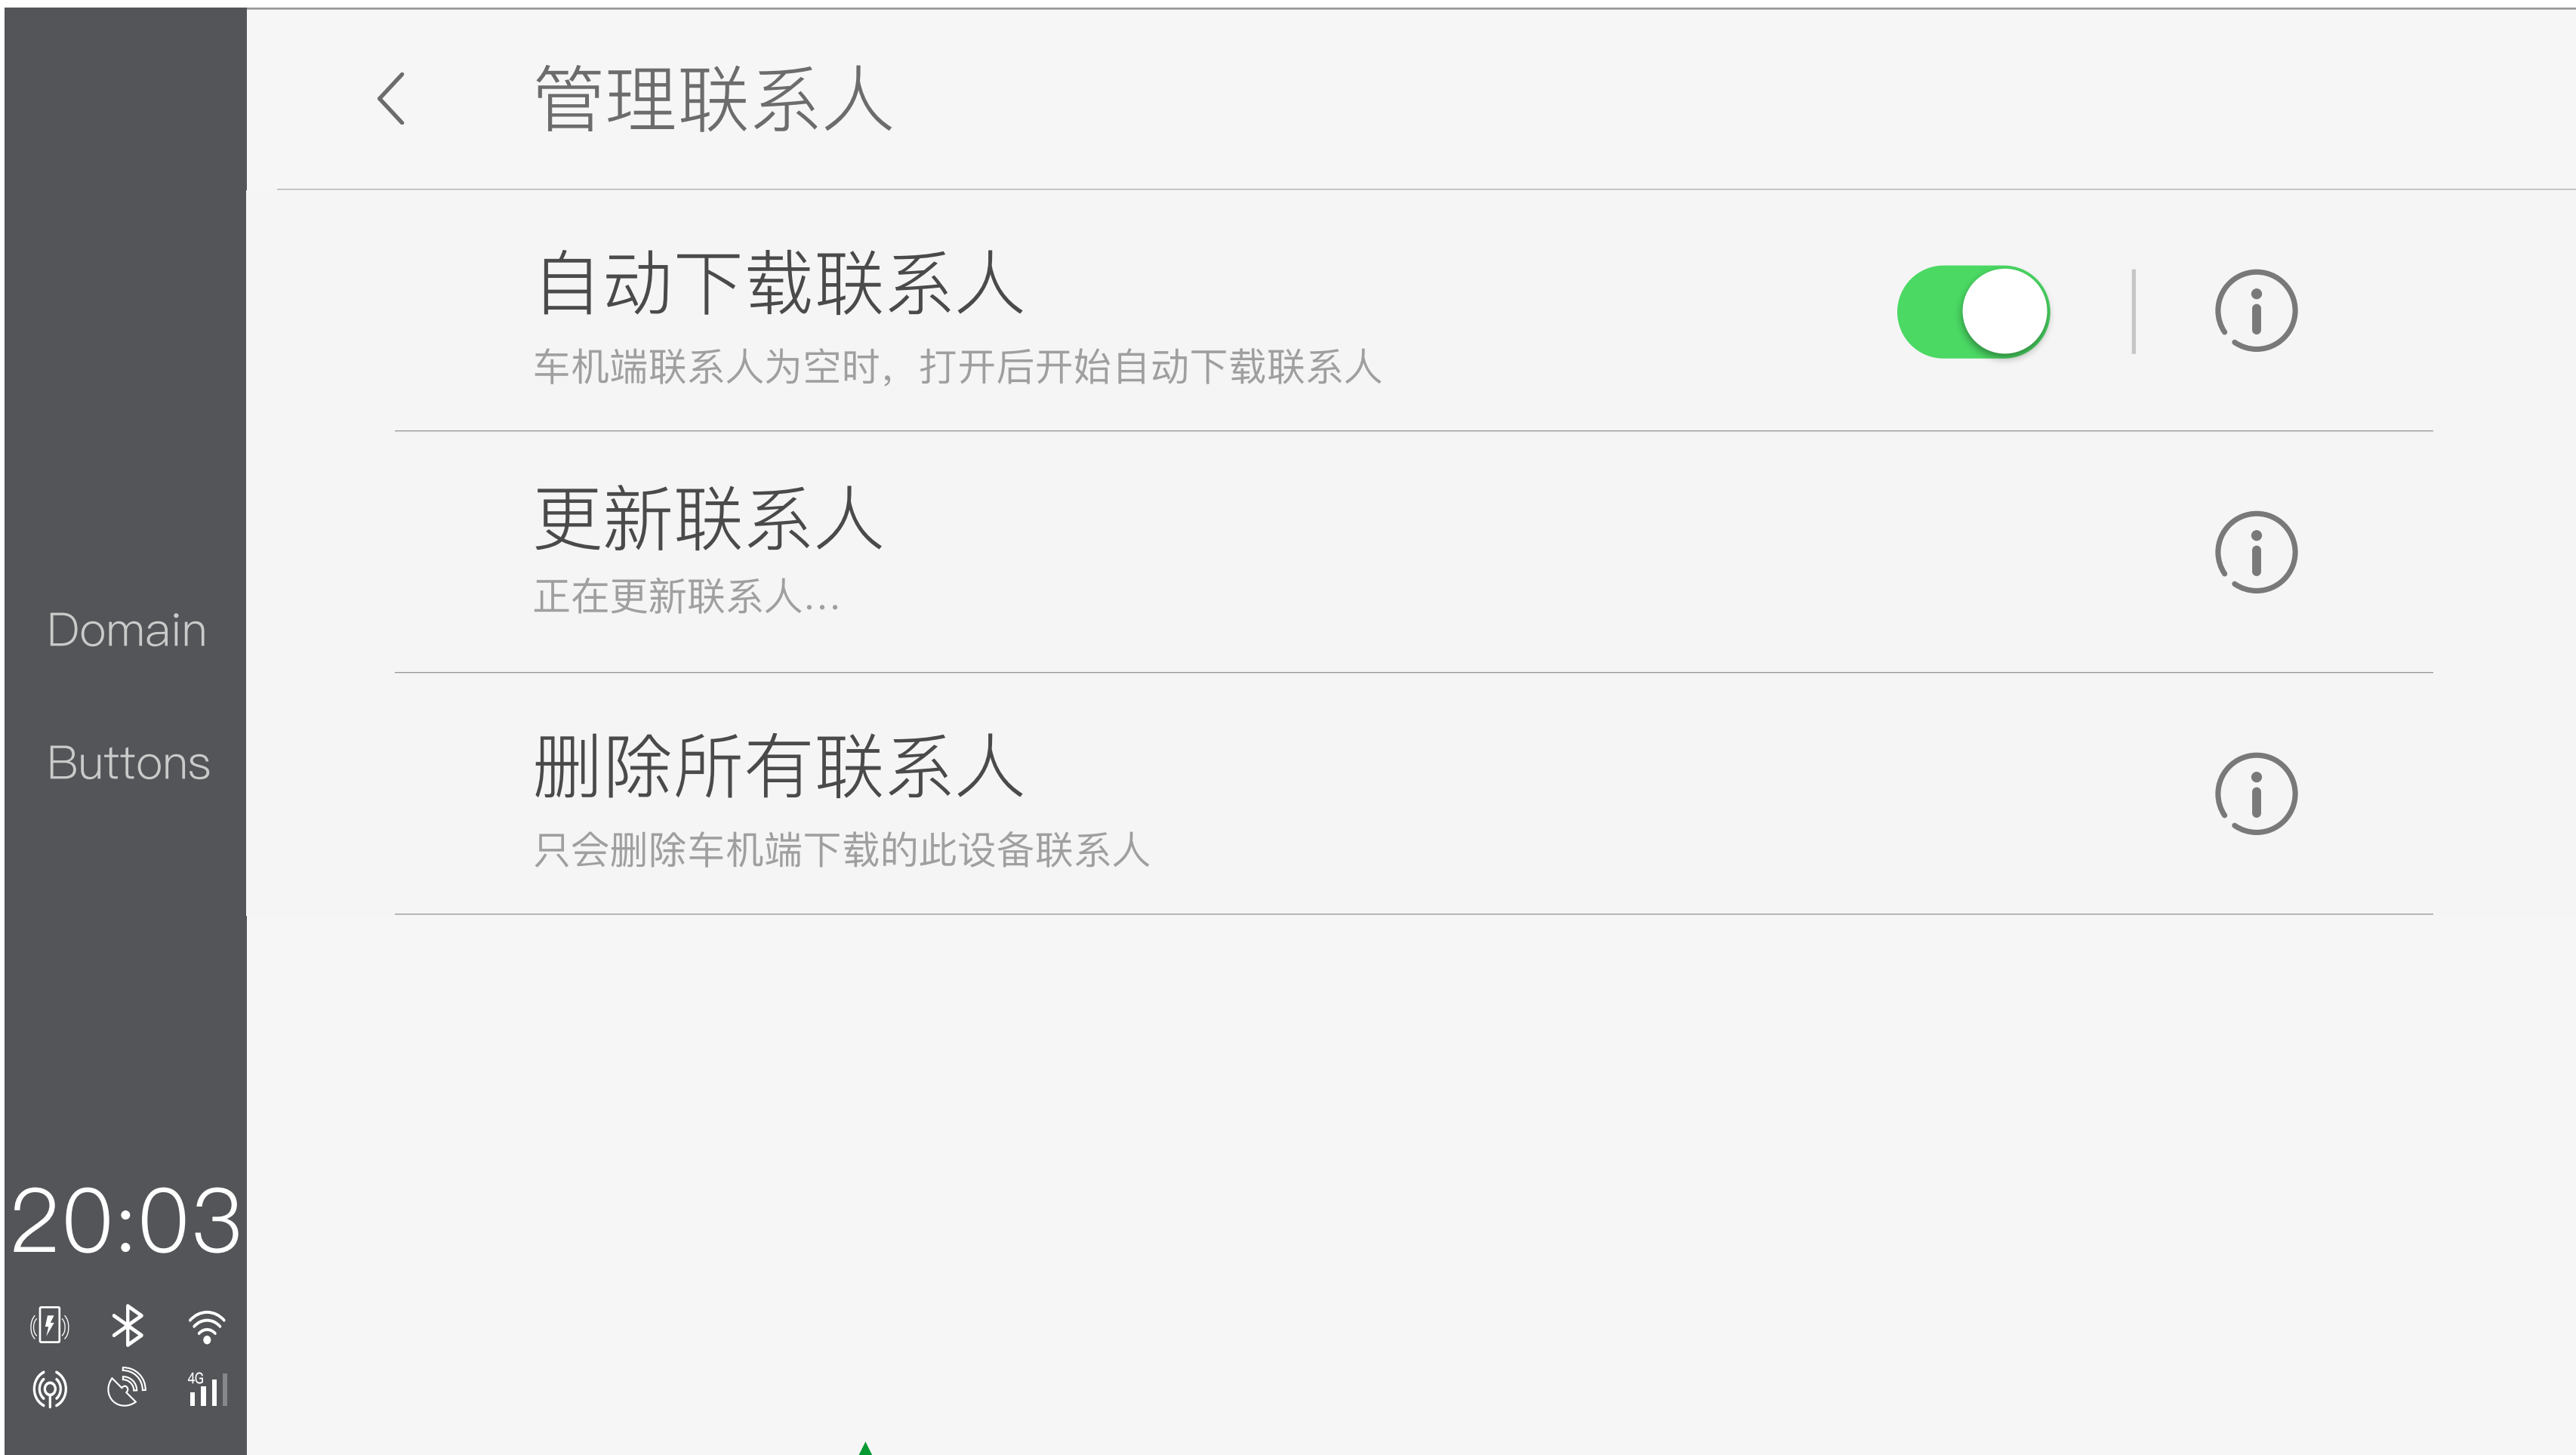 管理联系人
自动下载联系人
车机端联系人为空时，打开后开始自动下载联系人
更新联系人
正在更新联系人...
删除所有联系人
只会删除车机端下载的此设备联系人
Domain
Buttons
20:03
4G